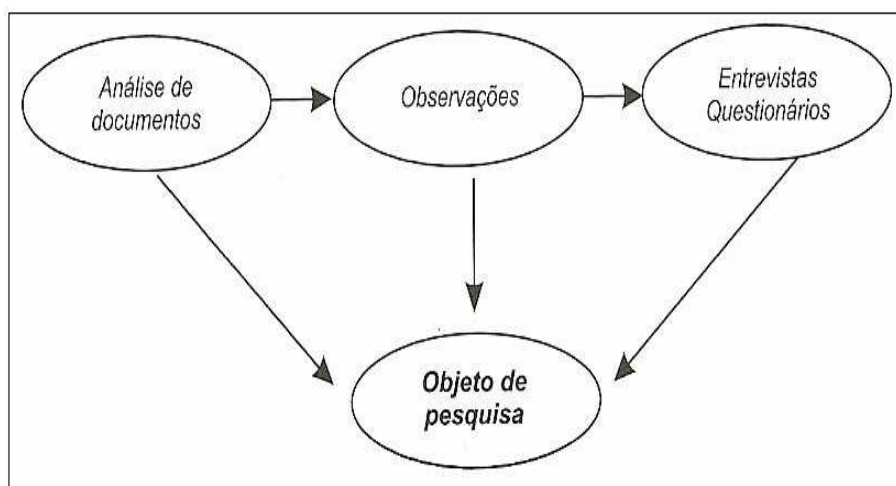 Análise de
documentos
Observações
Entrevistas
Questionários
Objeto de
pesquisa